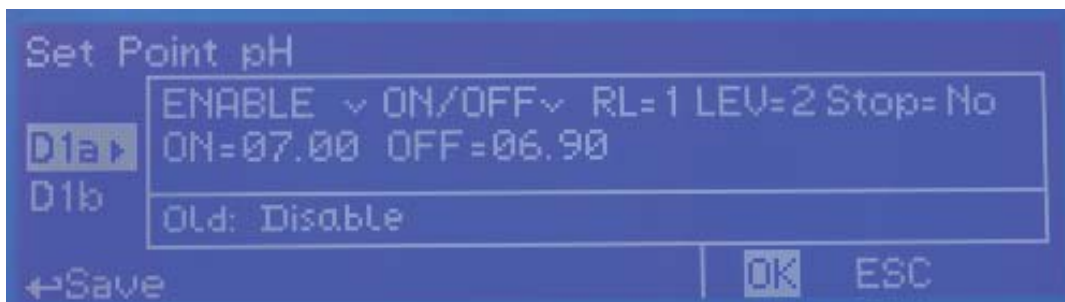 Set Point pH
ENABLE ON/OFF RL=1 LEV=2 Stop=No
D1a ON=07.00 OFF=06.90
D1b
Old: Disable
↩Save OK ESC